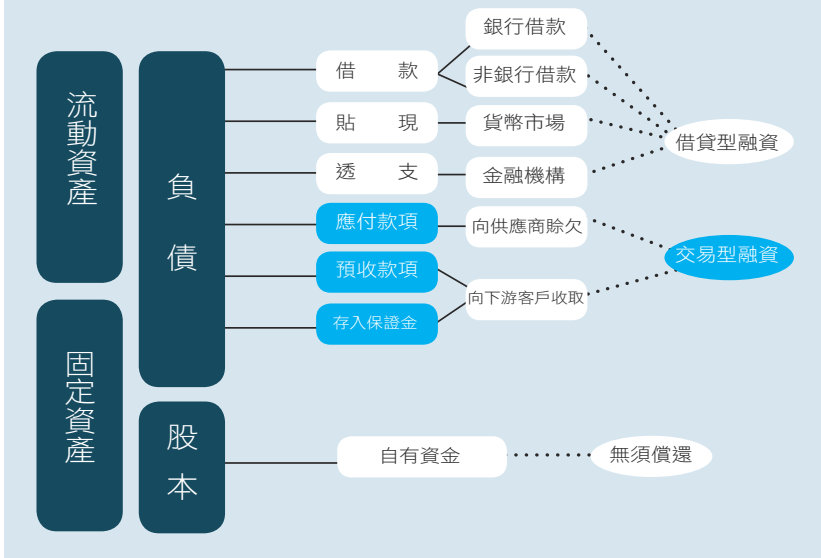 流動資產
固定資產
負債
股本
借款
銀行借款
非銀行借款
貼現
貨幣市場
透支
金融機構
借貸型融資
應付款項
向供應商賒欠
預收款項
存入保證金
向下游客戶收取
交易型融資
自有資金
無須償還